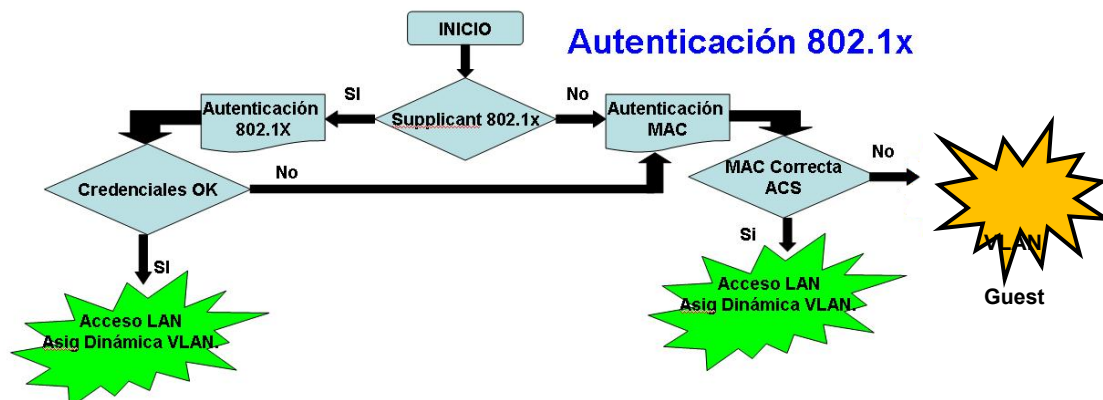 INICIO
Autenticación 802.1x
SI
No
Autenticación
802.1X
Supplicant 802.1x
Autenticación
MAC
No
Credenciales OK
No
MAC Correcta
ACS
VLAN
Guest
SI
Si
Acceso LAN
Asig Dinámica VLAN.
Acceso LAN
Asig Dinámica VLAN.